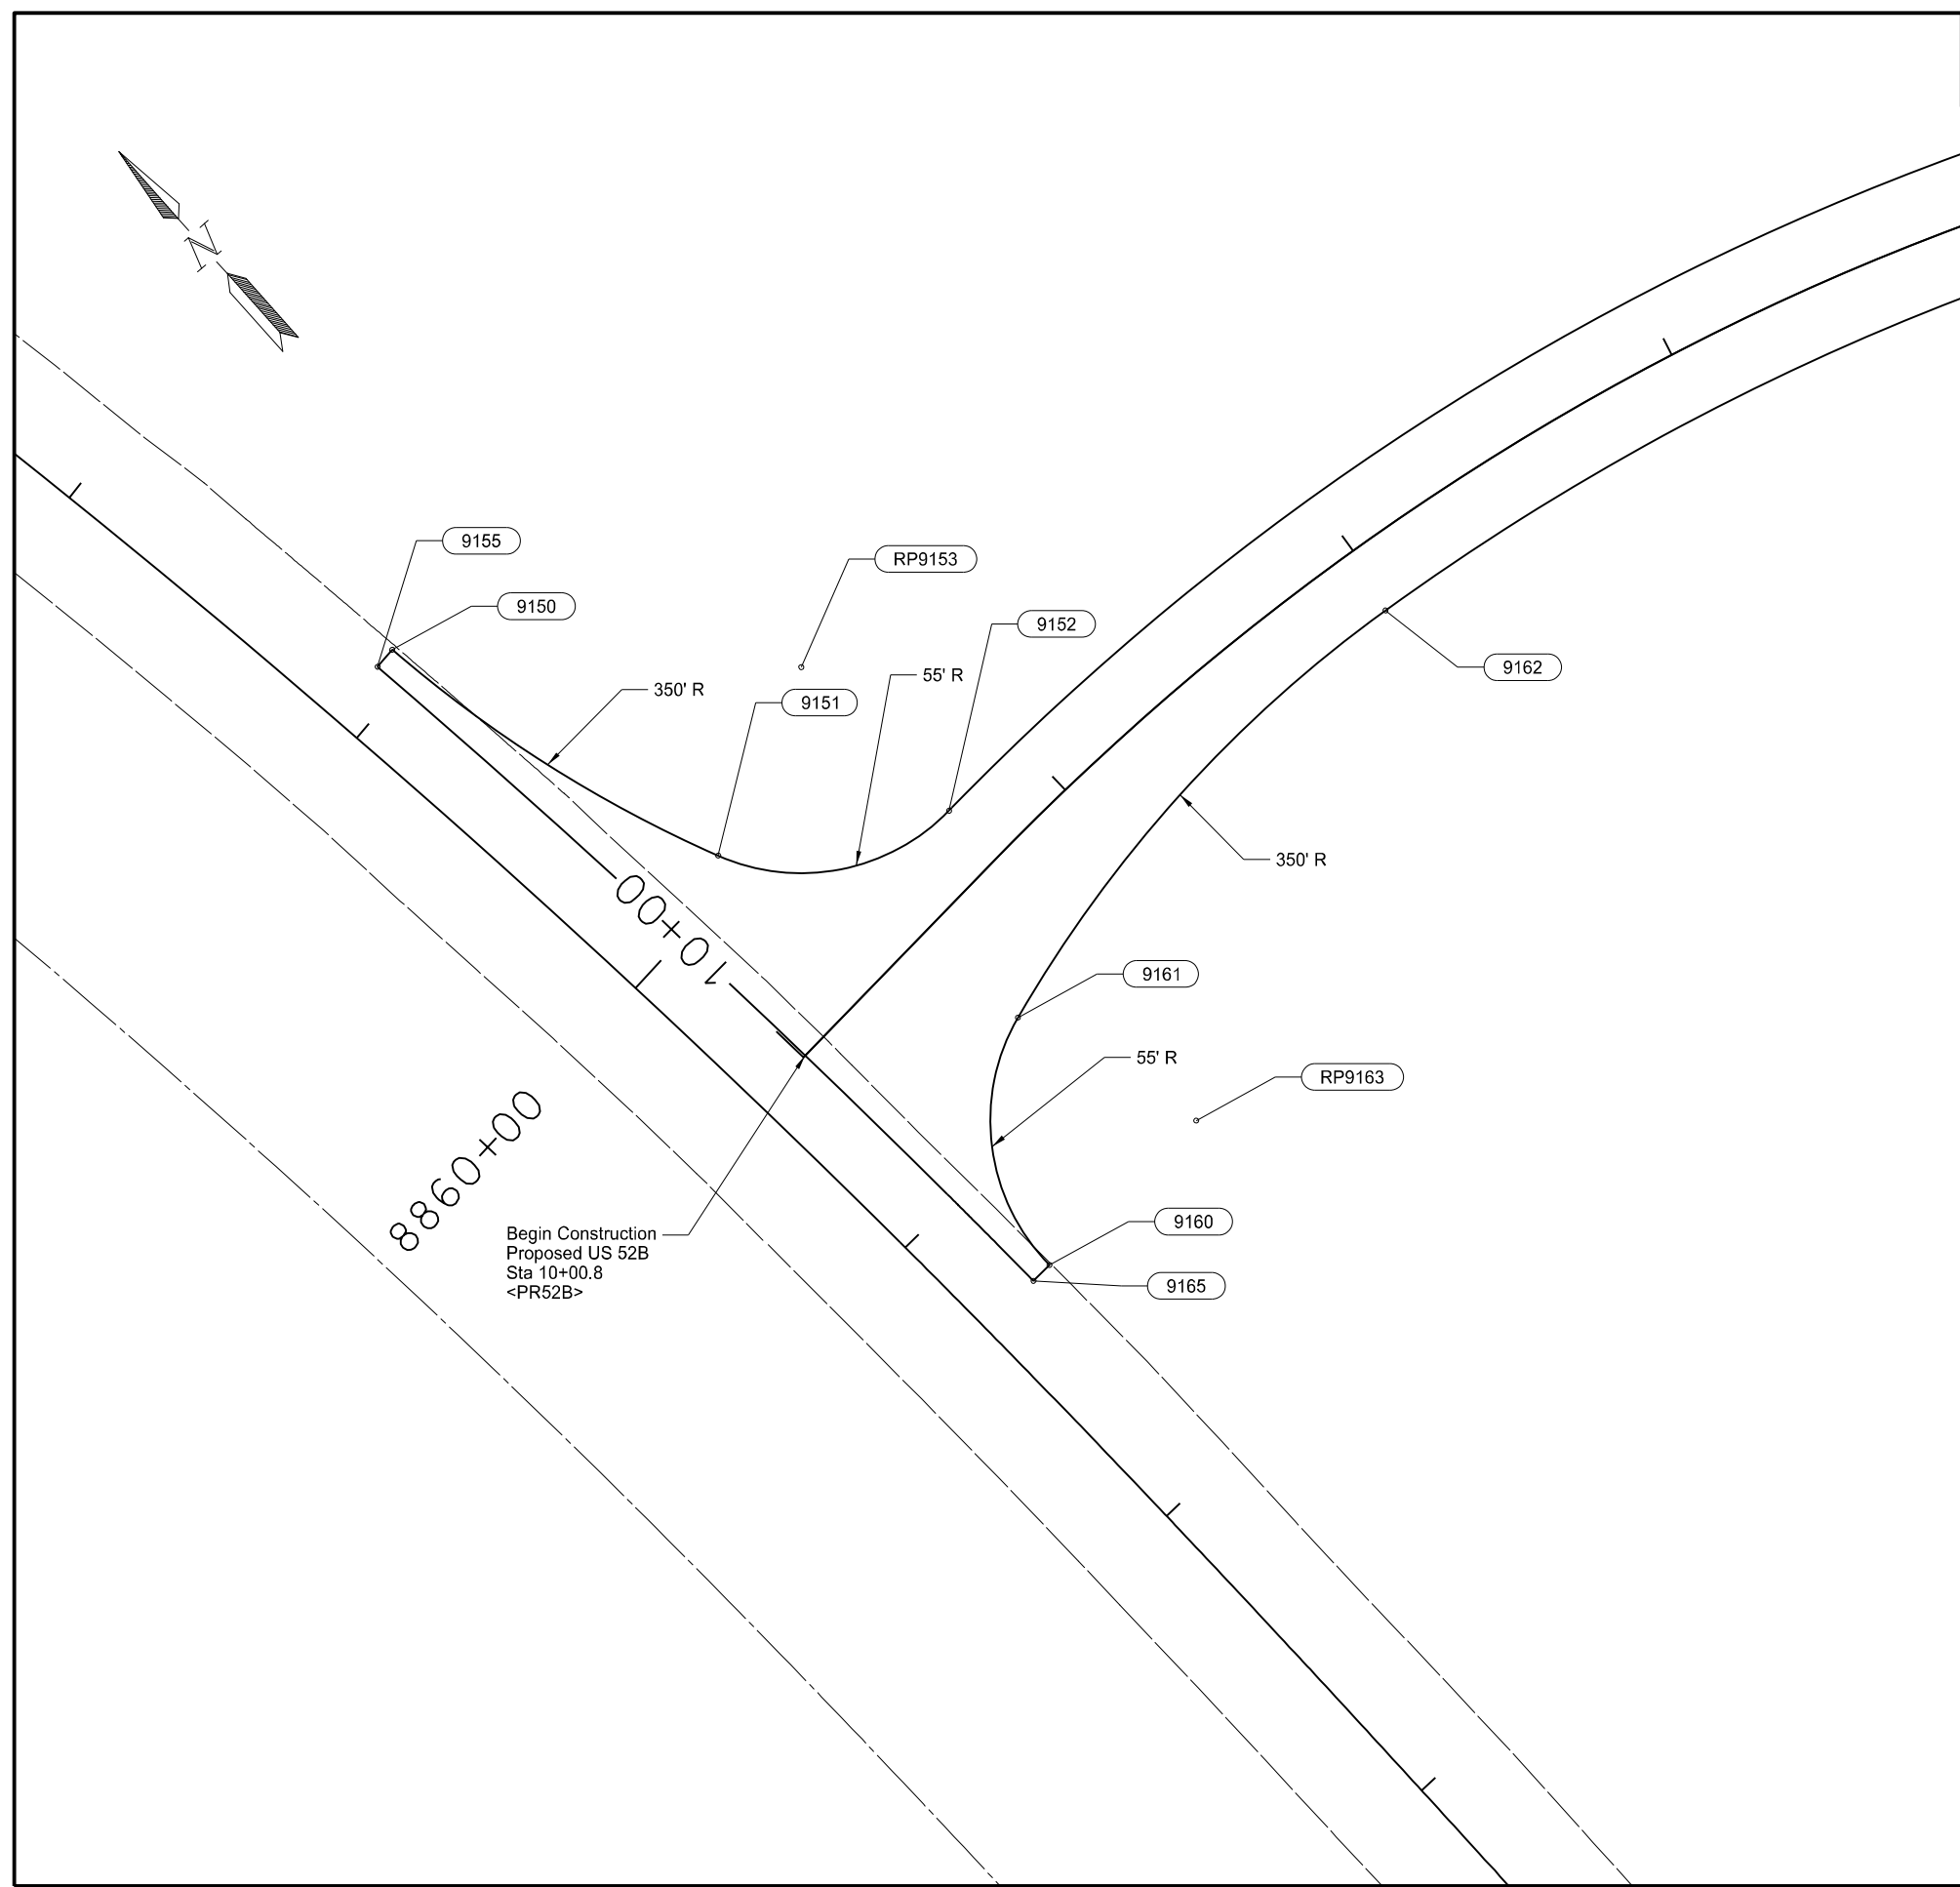 N
9155
RP9153
9150
9152
9162
55' R
350' R
9151
350' R
10+00
9161
55' R
RP9163
8860+00
9160
Begin Construction
Proposed US 52B
Sta 10+00.8
<PR52B>
9165